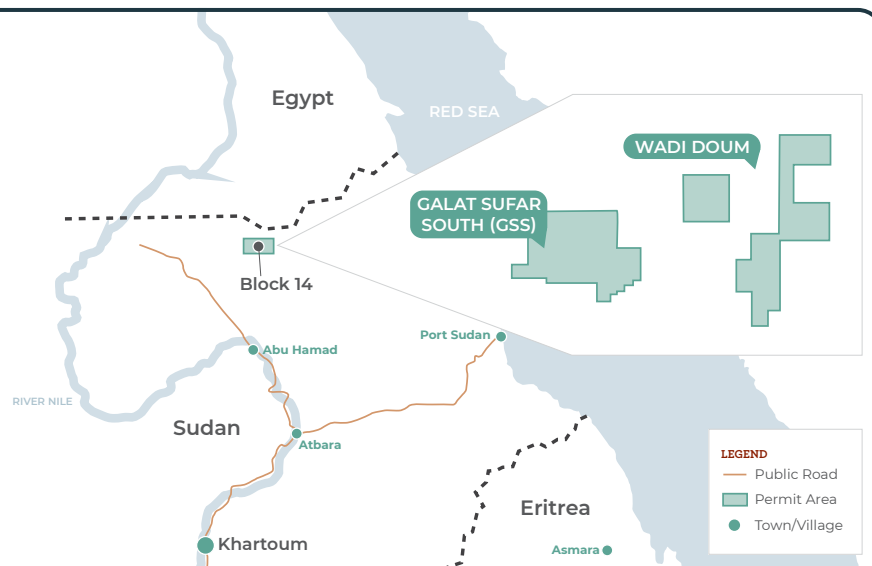 Egypt
RED SEA
WADI DOUM
GALAT SUFAR
SOUTH (GSS)
Block 14
Port Sudan
Abu Hamad
RIVER NILE
Sudan
Atbara
LEGEND
Public Road
Permit Area
Town/Village
Eritrea
Khartoum
Asmara